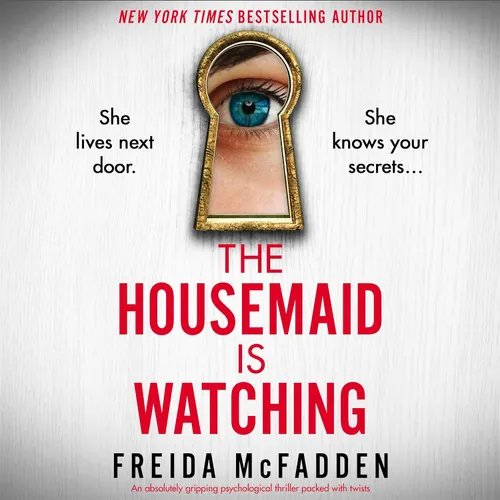 NEW YORK TIMES BESTSELLING AUTHOR
She
lives next
door.
She
knows your
secrets...
THE
HOUSEMAID
IS
WATCHING
FREIDA McFADDEN
An absolutely gripping psychological thriller packed with twists